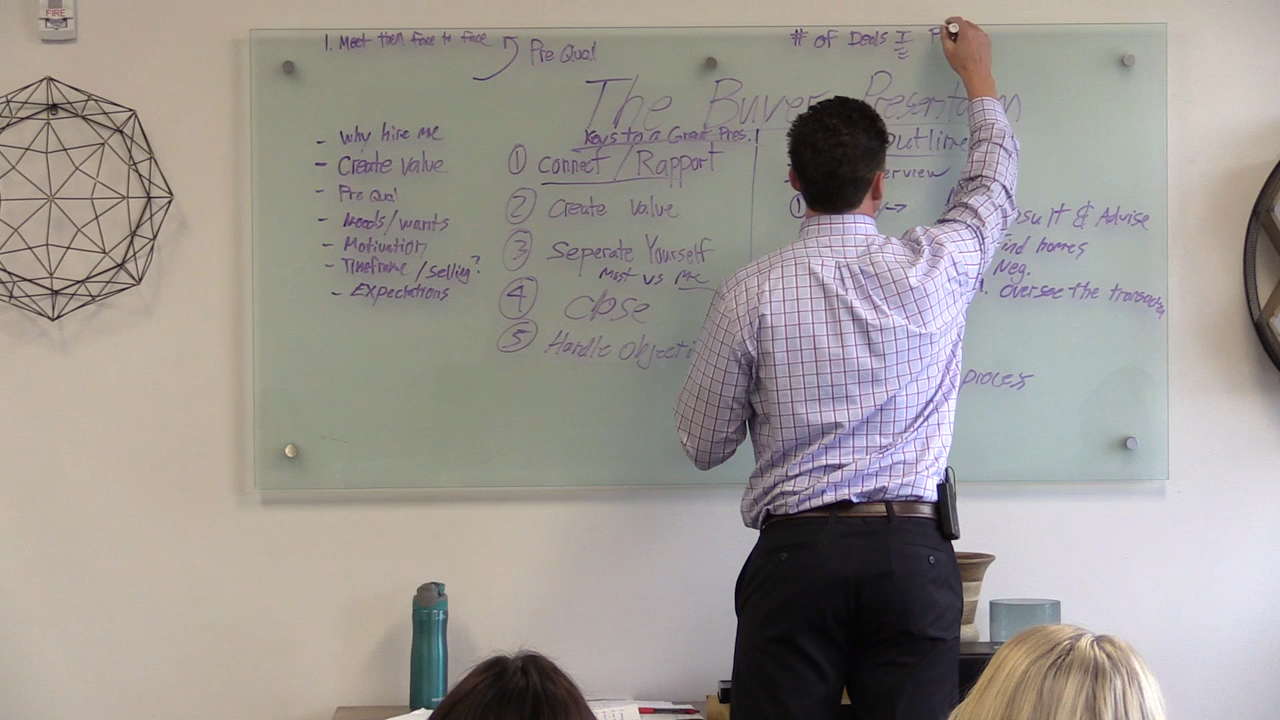 FIRE
1. Meet them Face to Face
Pre Qual
# of Deals I
The Buyer Presentation
- Why hire me
- Create Value
- Pre Qual
- Needs/wants
- Motivation
- Timeframe/selling?
- Expectations
Keys to a Great Pres.
① Connect / Rapport
② Create Value
③ Seperate Yourself
Most vs Me
④ Close
⑤ Handle Objecti
outline
erview
①
sult & Advise
ind homes
Neg.
oversee the transact
process